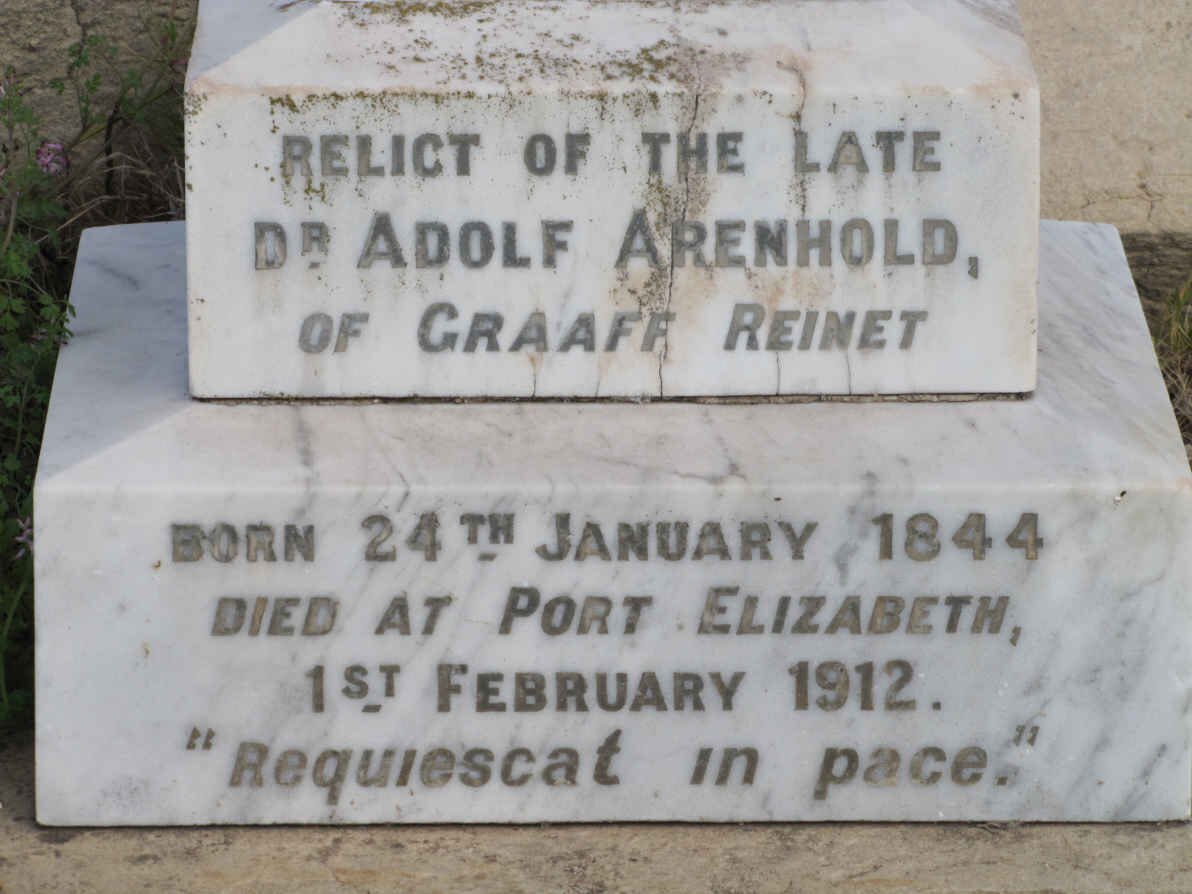 RELICT OF THE LATE
DR ADOLF ARENHOLD,
OF GRAAFF REINET
BORN 24TH JANUARY 1844
DIED AT PORT ELIZABETH,
1ST FEBRUARY 1912.
"Requiescat in pace."